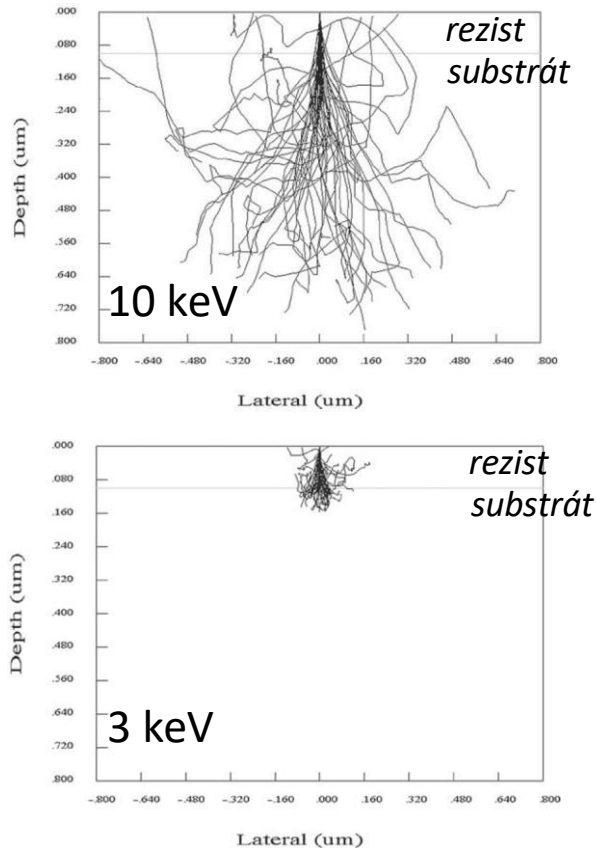 .000
.080
.160
.240
.320
.400
.480
.560
.640
.720
.800
Depth (um)
rezist
substrát
10 keV
-.800 -.640 -.480 -.320 -.160 .000 .160 .320 .480 .640 .800
Lateral (um)
.000
.080
.160
.240
.320
.400
.480
.560
.640
.720
.800
Depth (um)
rezist
substrát
3 keV
-.800 -.640 -.480 -.320 -.160 .000 .160 .320 .480 .640 .800
Lateral (um)